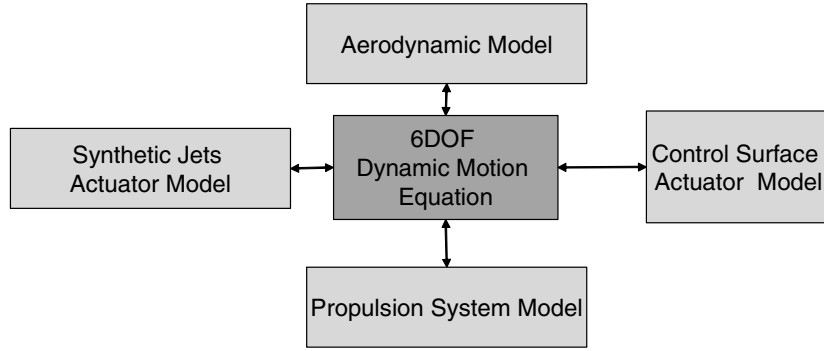 Aerodynamic Model
Synthetic Jets
Actuator Model
6DOF
Dynamic Motion
Equation
Control Surface
Actuator Model
Propulsion System Model